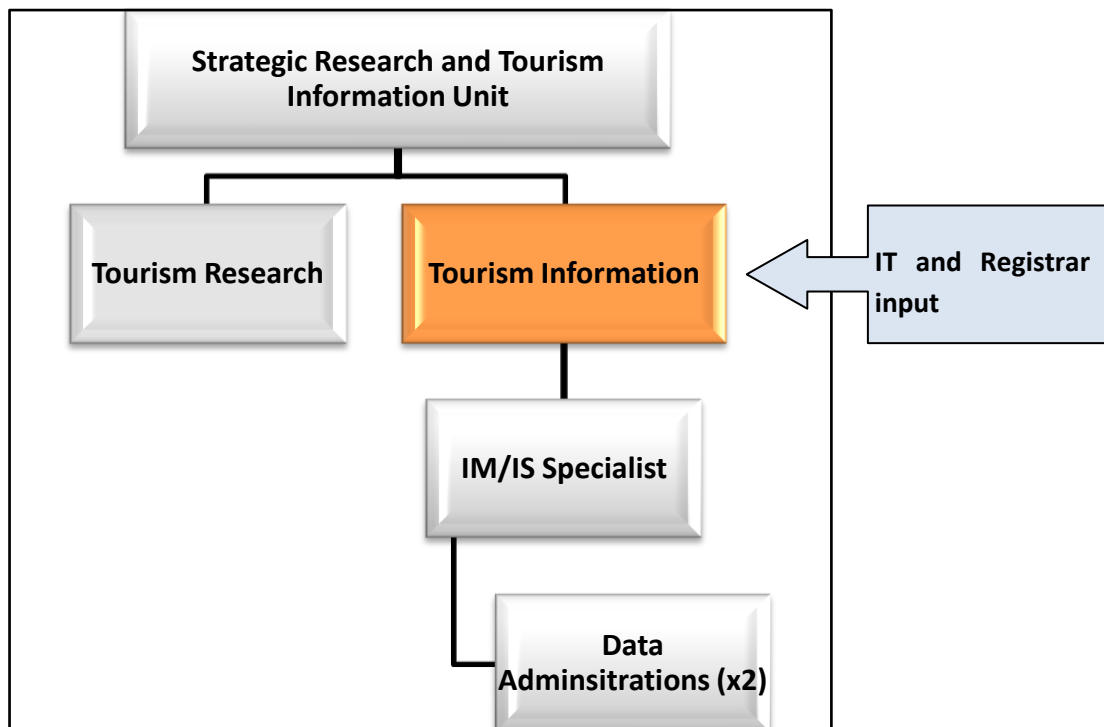 Strategic Research and Tourism
Information Unit
Tourism Research
Tourism Information
IT and Registrar
input
IM/IS Specialist
Data
Adminsitrations (x2)